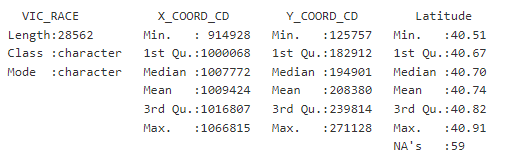 VIC_RACE X_COORD_CD Y_COORD_CD Latitude
Length:28562 Min. : 914928 Min. :125757 Min. :40.51
Class :character 1st Qu.:1000068 1st Qu.:182912 1st Qu.:40.67
Mode :character Median :1007772 Median :194901 Median :40.70
Mean :1009424 Mean :208380 Mean :40.74
3rd Qu.:1016807 3rd Qu.:239814 3rd Qu.:40.82
Max. :1066815 Max. :271128 Max. :40.91
NA's :59